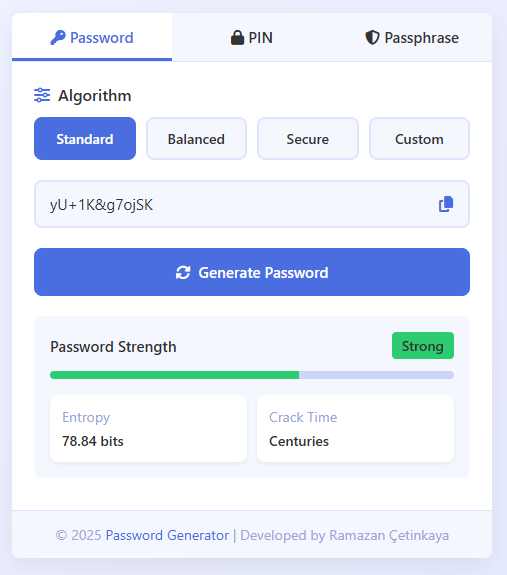 Password PIN Passphrase
Algorithm
Standard Balanced Secure Custom
yU+1K&g7ojSK
Generate Password
Password Strength Strong
Entropy Crack Time
78.84 bits Centuries
© 2025 Password Generator | Developed by Ramazan Çetinkaya